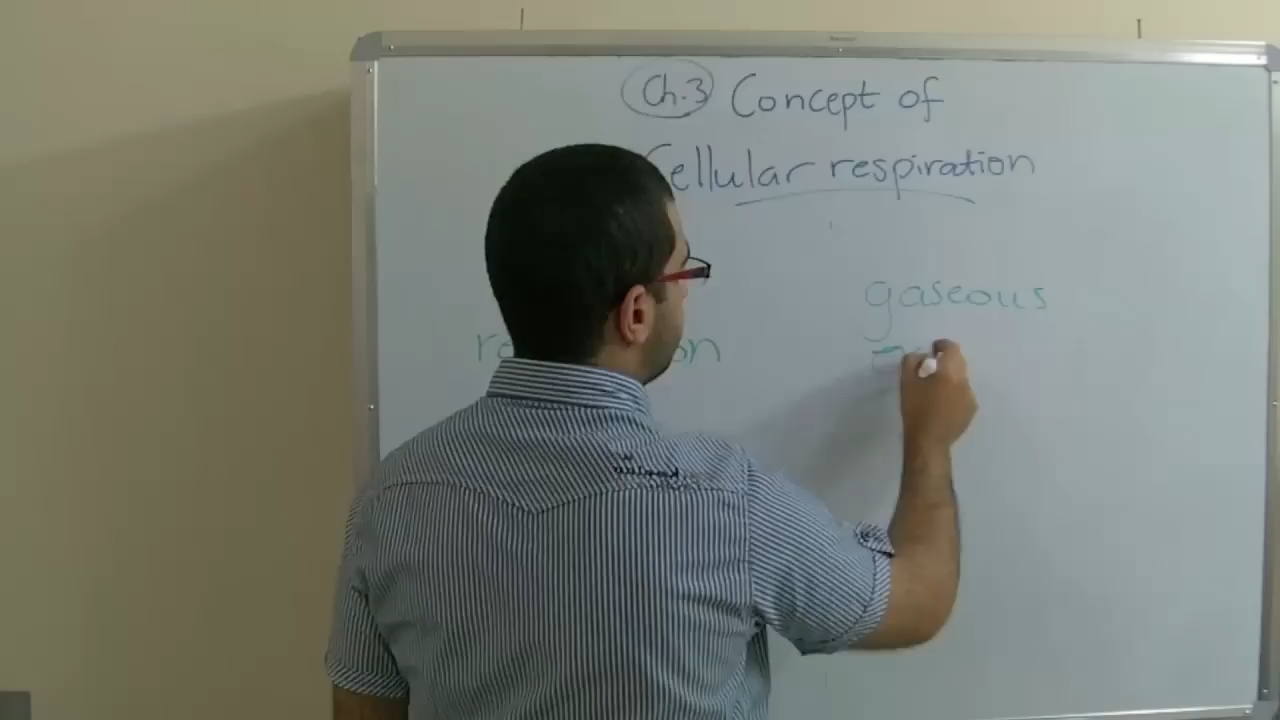 Ch.3 Concept of
Cellular respiration
gaseous